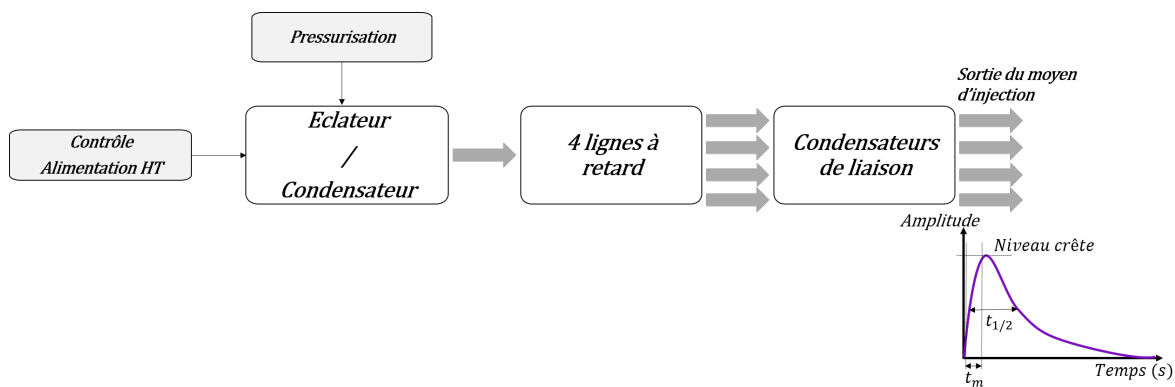 Pressurisation
Contrôle
Alimentation HT
Eclateur
/
Condensateur
4 lignes à
retard
Condensateurs
de liaison
Sortie du moyen
d'injection
Amplitude
Niveau crête
t1/2
tm
Temps (s)